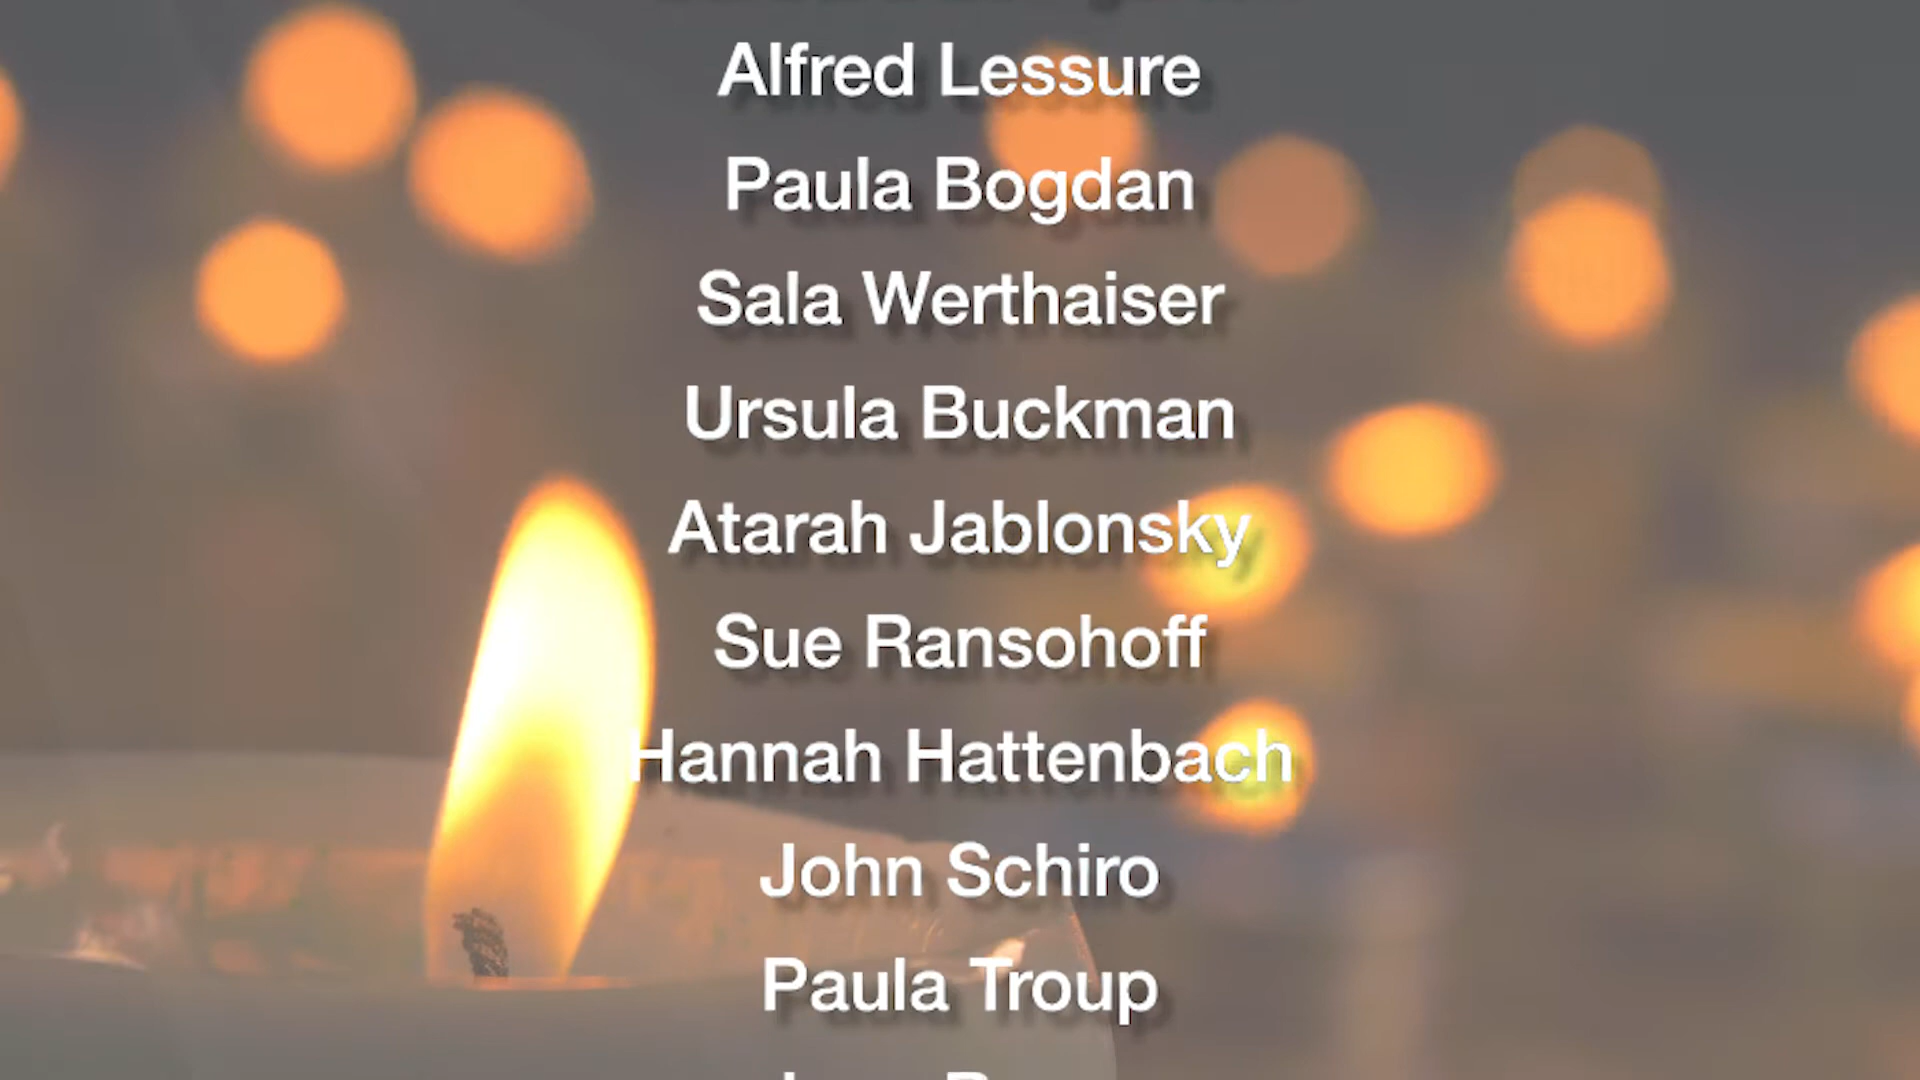 Alfred Lessure
Paula Bogdan
Sala Werthaiser
Ursula Buckman
Atarah Jablonsky
Sue Ransohoff
Hannah Hattenbach
John Schiro
Paula Troup